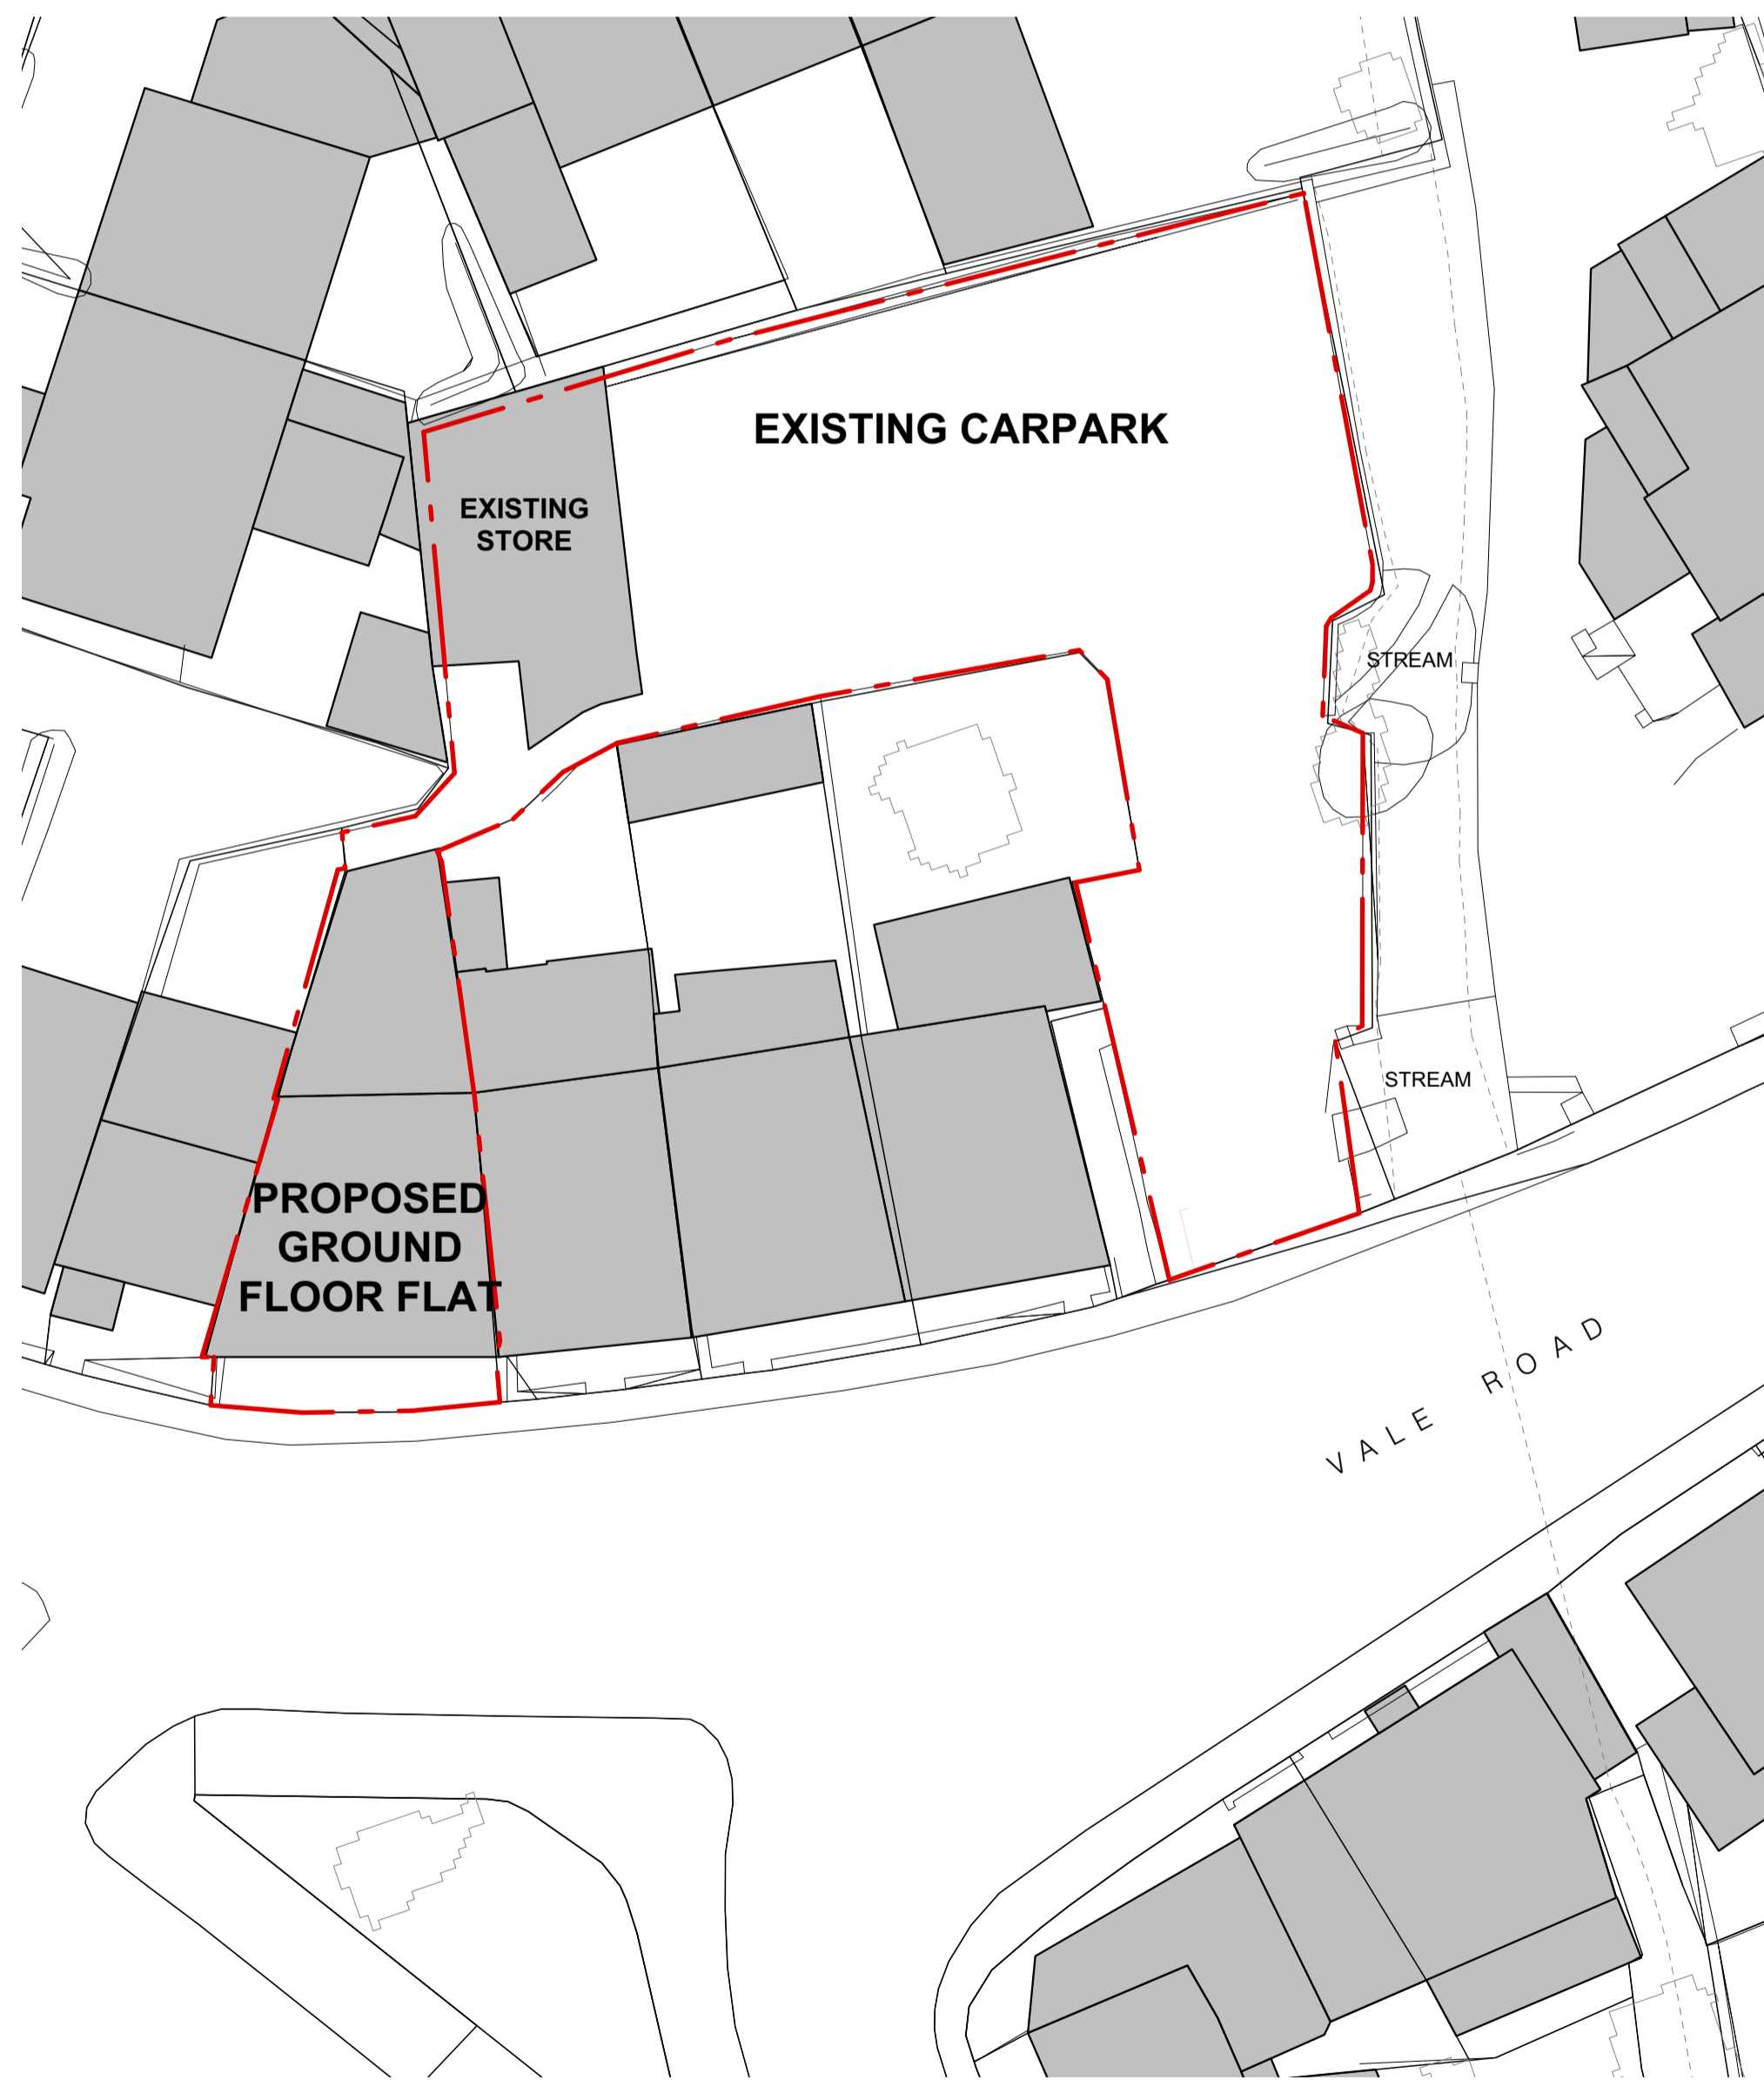 EXISTING CARPARK
EXISTING
STORE
STREAM
STREAM
PROPOSED
GROUND
FLOOR FLAT
VALE ROAD